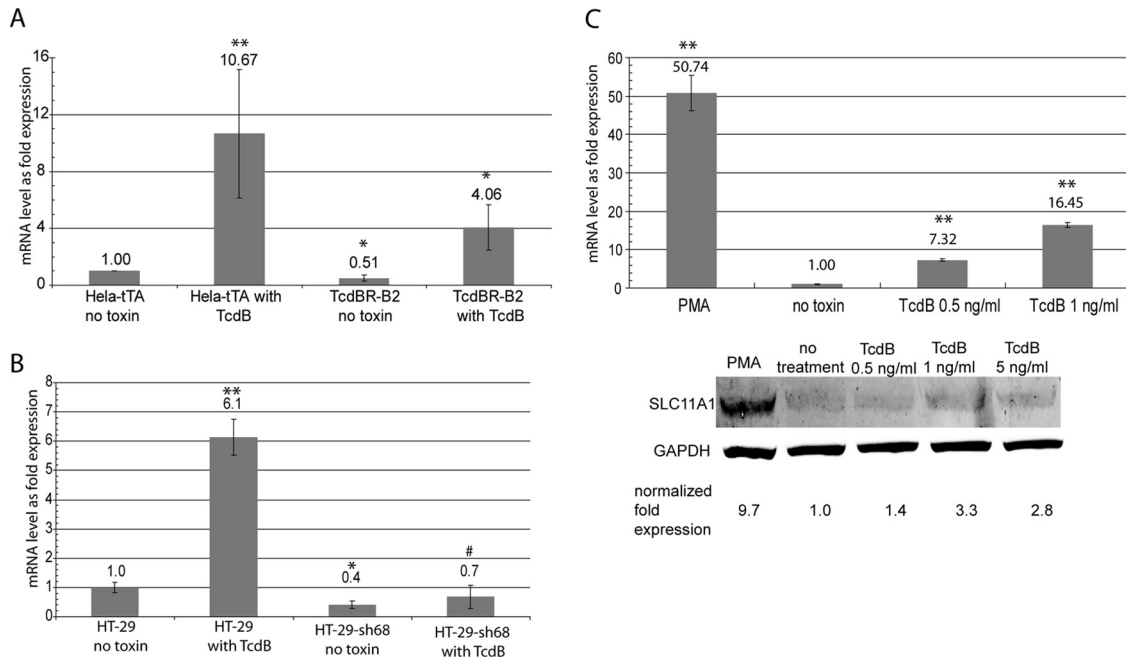 A
mRNA level as fold expression
16
12
8
4
0
**
10.67
*
4.06
*
0.51
1.00
Hela-tTA
no toxin
Hela-tTA with
TcdB
TcdBR-B2
no toxin
TcdBR-B2
with TcdB
B
mRNA level as fold expression
8
7
6
5
4
3
2
1
0
**
6.1
1.0
*
0.4
#
0.7
HT-29
no toxin
HT-29
with TcdB
HT-29-sh68
no toxin
HT-29-sh68
with TcdB
C
mRNA level as fold expression
60
50
40
30
20
10
0
**
50.74
1.00
**
7.32
**
16.45
PMA
no toxin
TcdB 0.5 ng/ml
TcdB 1 ng/ml
PMA
no
treatment
TcdB
0.5 ng/ml
TcdB
1 ng/ml
TcdB
5 ng/ml
SLC11A1
GAPDH
normalized
fold
expression
9.7 1.0 1.4 3.3 2.8